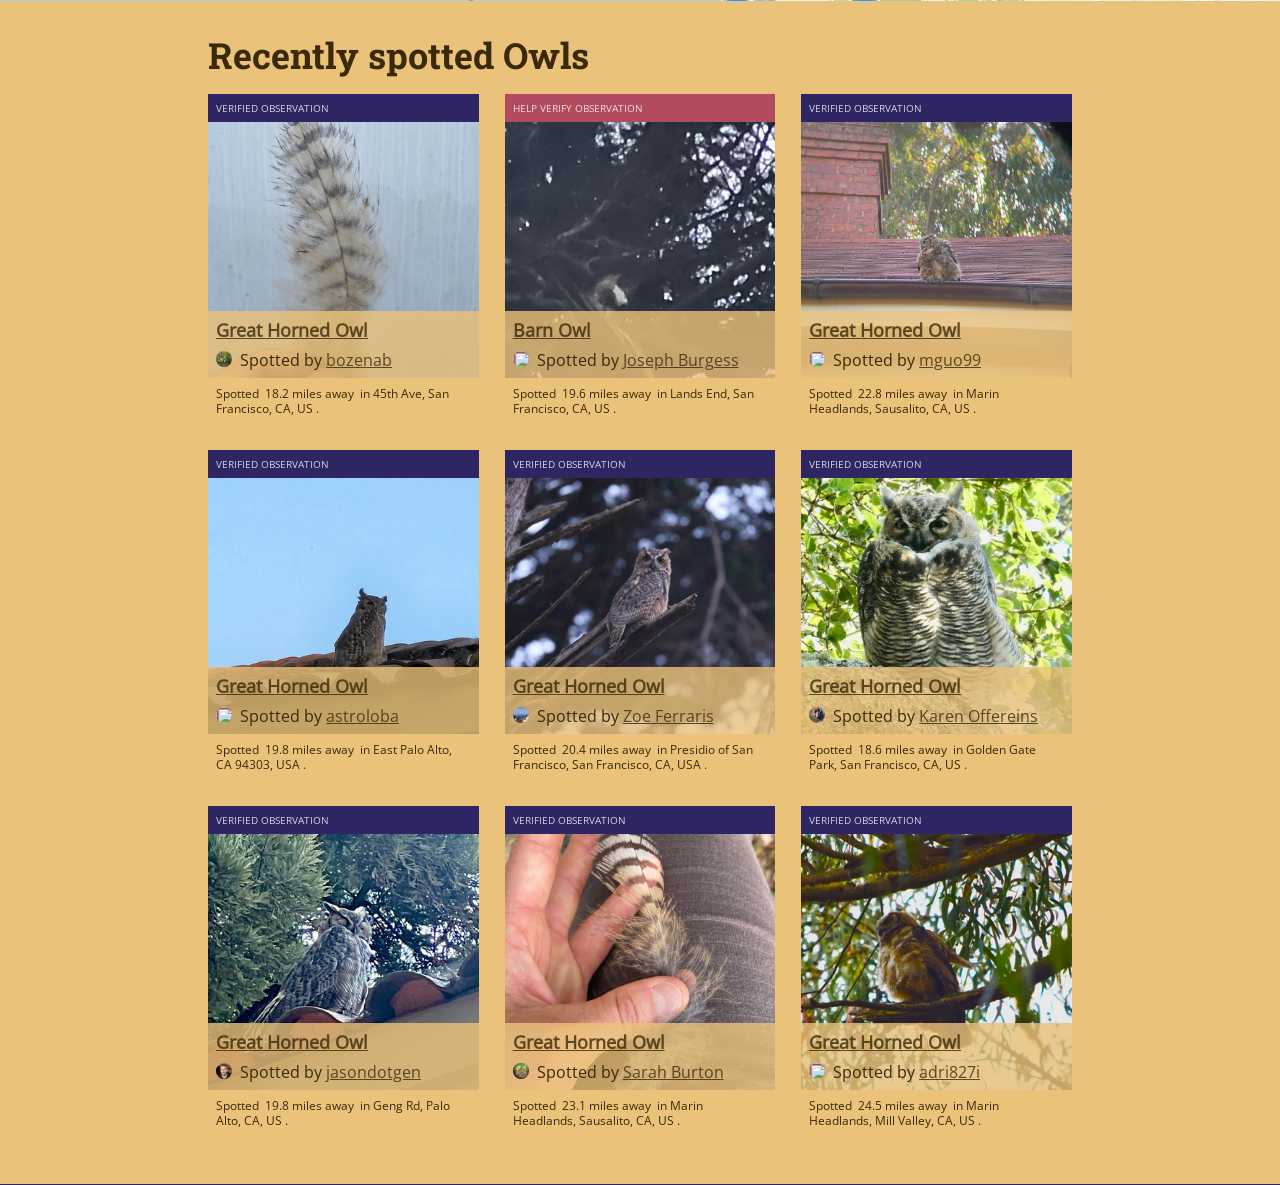 Recently spotted Owls
VERIFIED OBSERVATION
Great Horned Owl
Spotted by bozenab
Spotted 18.2 miles away in 45th Ave, San
Francisco, CA, US .
HELP VERIFY OBSERVATION
Barn Owl
Spotted by Joseph Burgess
Spotted 19.6 miles away in Lands End, San
Francisco, CA, US .
VERIFIED OBSERVATION
Great Horned Owl
Spotted by mguo99
Spotted 22.8 miles away in Marin
Headlands, Sausalito, CA, US .
VERIFIED OBSERVATION
Great Horned Owl
Spotted by astroloba
Spotted 19.8 miles away in East Palo Alto,
CA 94303, USA .
VERIFIED OBSERVATION
Great Horned Owl
Spotted by Zoe Ferraris
Spotted 20.4 miles away in Presidio of San
Francisco, San Francisco, CA, USA .
VERIFIED OBSERVATION
Great Horned Owl
Spotted by Karen Offereins
Spotted 18.6 miles away in Golden Gate
Park, San Francisco, CA, US .
VERIFIED OBSERVATION
Great Horned Owl
Spotted by jasondotgen
Spotted 19.8 miles away in Geng Rd, Palo
Alto, CA, US .
VERIFIED OBSERVATION
Great Horned Owl
Spotted by Sarah Burton
Spotted 23.1 miles away in Marin
Headlands, Sausalito, CA, US .
VERIFIED OBSERVATION
Great Horned Owl
Spotted by adri827i
Spotted 24.5 miles away in Marin
Headlands, Mill Valley, CA, US .